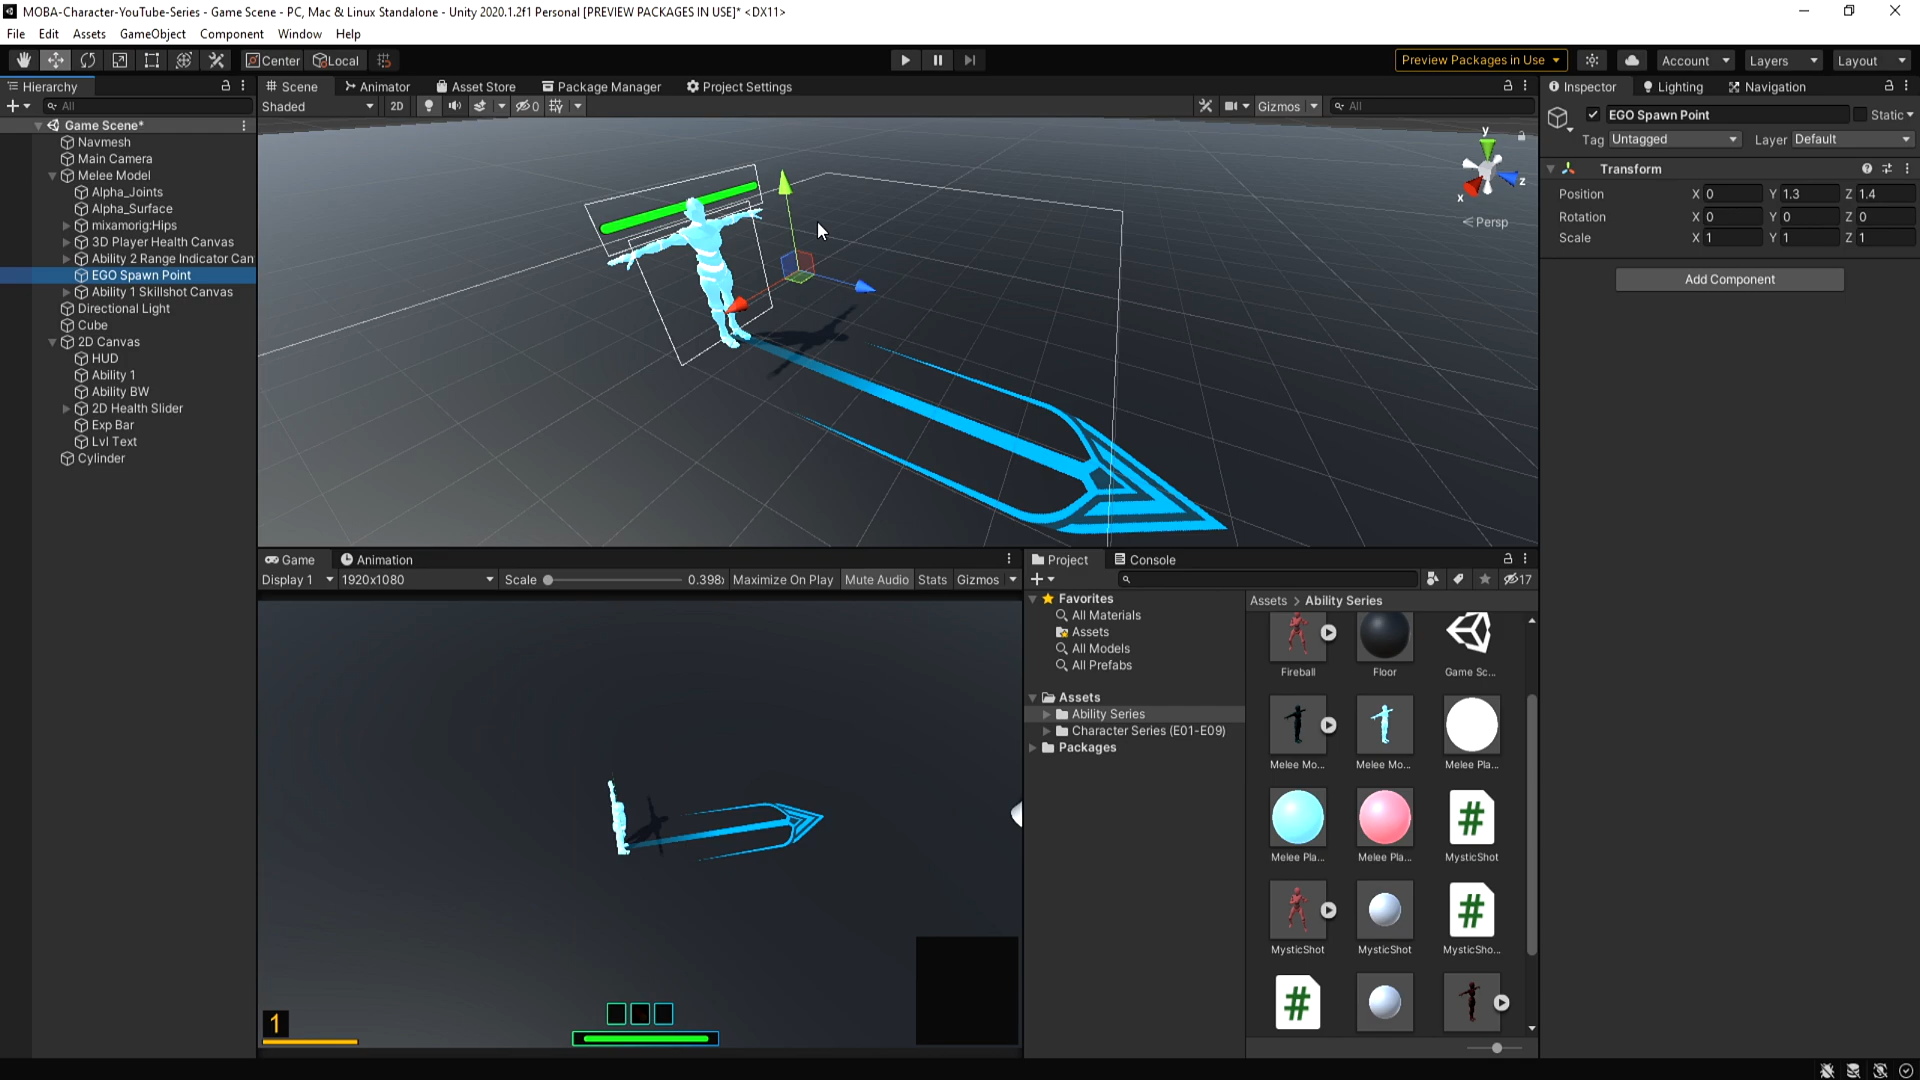 MOBA-Character-YouTube-Series - Game Scene - PC, Mac & Linux Standalone - Unity 2020.1.2f1 Personal [PREVIEW PACKAGES IN USE]* <DX11>
File Edit Assets GameObject Component Window Help
Center Local Preview Packages in Use Account Layers Layout
Hierarchy
All
Game Scene*
Navmesh
Main Camera
Melee Model
Alpha_Joints
Alpha_Surface
mixamorig:Hips
3D Player Health Canvas
Ability 2 Range Indicator Can
EGO Spawn Point
Ability 1 Skillshot Canvas
Directional Light
Cube
2D Canvas
HUD
Ability 1
Ability BW
2D Health Slider
Exp Bar
Lvl Text
Cylinder
Scene Animator Asset Store Package Manager Project Settings
Shaded 2D 0 Gizmos All
y
z
x
Persp
Game Animation
Display 1 1920x1080 Scale 0.398x Maximize On Play Mute Audio Stats Gizmos
1
Project Console
17
Favorites
All Materials
Assets
All Models
All Prefabs
Assets
Ability Series
Character Series (E01-E09)
Packages
Assets > Ability Series
Fireball Floor Game Sc...
Melee Mo... Melee Mo... Melee Pla...
Melee Pla... Melee Pla... MysticShot
MysticShot MysticShot MysticSho...
Inspector Lighting Navigation
EGO Spawn Point Static
Tag Untagged Layer Default
Transform
Position X 0 Y 1.3 Z 1.4
Rotation X 0 Y 0 Z 0
Scale X 1 Y 1 Z 1
Add Component